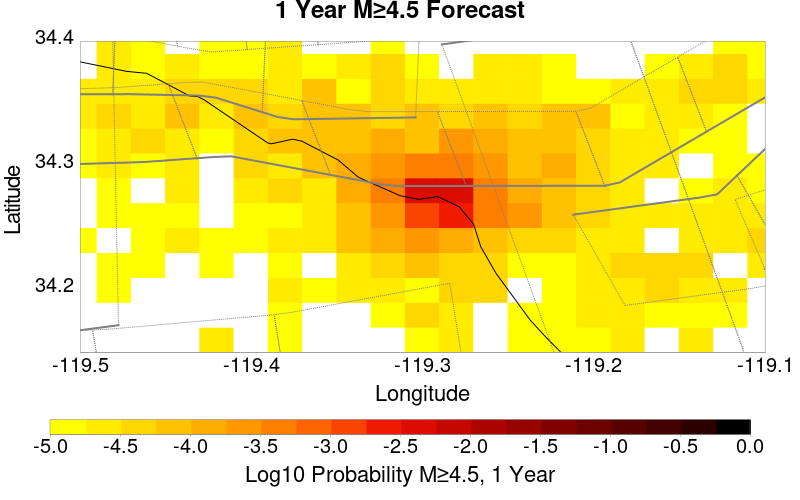 1 Year M≥4.5 Forecast
34.4
34.3
34.2
Latitude
-119.5 -119.4 -119.3 -119.2 -119.1
Longitude
-5.0 -4.5 -4.0 -3.5 -3.0 -2.5 -2.0 -1.5 -1.0 -0.5 0.0
Log10 Probability M≥4.5, 1 Year